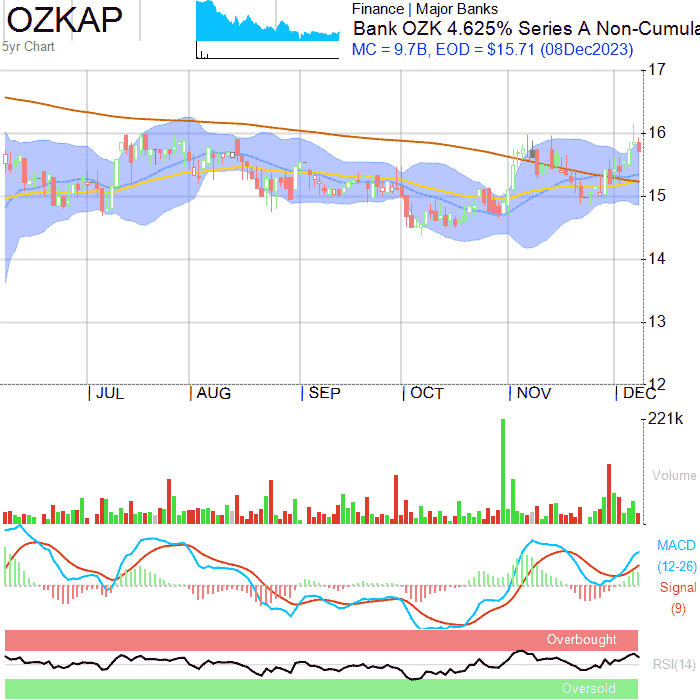 OZKAP
5yr Chart
Finance | Major Banks
Bank OZK 4.625% Series A Non-Cumula
MC = 9.7B, EOD = $15.71 (08Dec2023)
17
16
15
14
13
12
JUL AUG SEP OCT NOV DEC
221k
Volume
MACD
(12-26)
Signal
(9)
Overbought
RSI(14)
Oversold